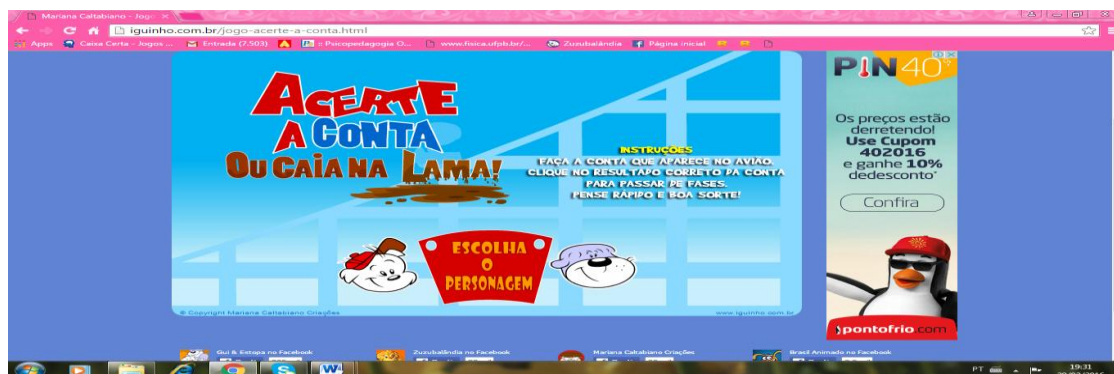 Mariana Caltabiano - Jogo
iguinho.com.br/jogo-acerte-a-conta.html
Apps Caixa Certa - Jogos ... Entrada (7.503) :: Psicopedagogia O... www.fisica.ufpb.br/... Zuzubalândia Página inicial
ACERTE
A CONTA
OU CAIA NA LAMA!
INSTRUÇÕES
FAÇA A CONTA QUE APARECE NO AVIÃO.
CLIQUE NO RESULTADO CORRETO DA CONTA
PARA PASSAR DE FASES.
PENSE RÁPIDO E BOA SORTE!
ESCOLHA
O
PERSONAGEM
© Copyright Mariana Caltabiano Criações
www.iguinho.com.br
PIN 40°
Os preços estão
derretendo!
Use Cupom
402016
e ganhe 10%
dedesconto*
Confira
pontofrio.com
Gui & Estopa no Facebook
Zuzubalândia no Facebook
Mariana Caltabiano Criações
Brasil Animado no Facebook
PT
19:31